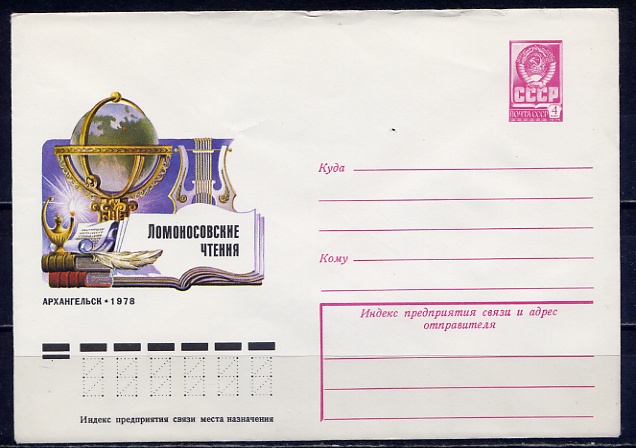 СССР
ПОЧТА СССР 4
Куда
Ломоносовские
чтения
Кому
АРХАНГЕЛЬСК • 1978
Индекс предприятия связи и адрес
отправителя
Индекс предприятия связи места назначения